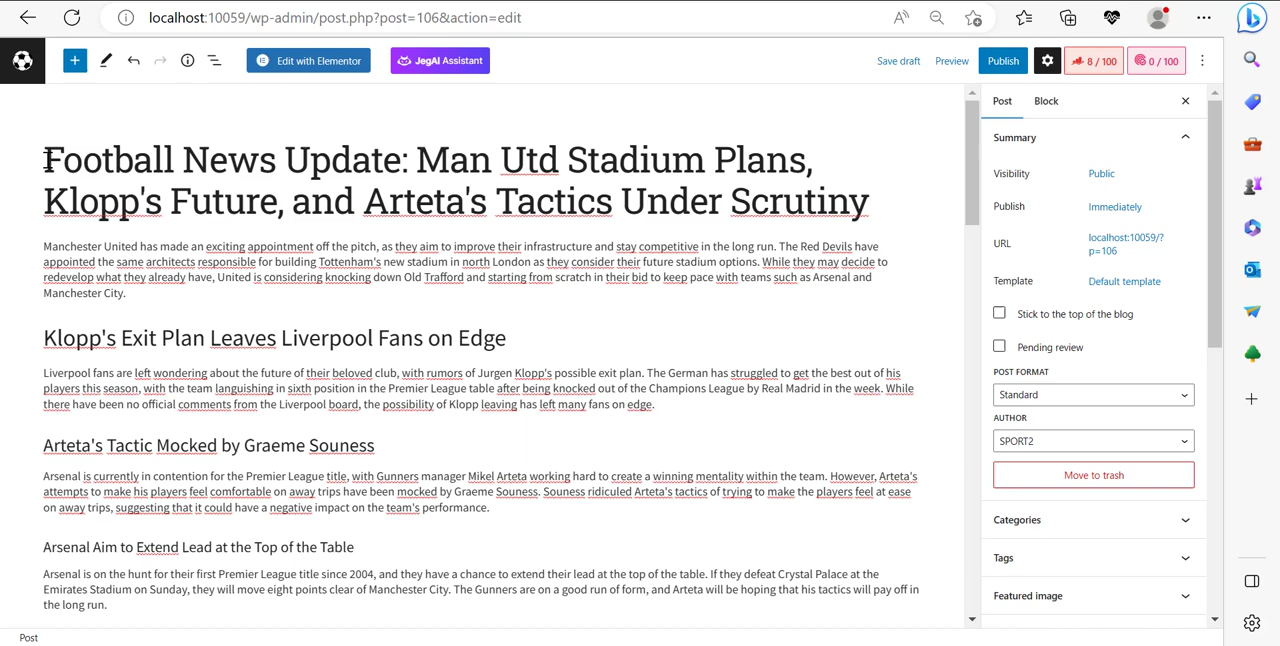 localhost:10059/wp-admin/post.php?post=106&action=edit
Edit with Elementor
JegAI Assistant
Save draft
Preview
Publish
8 / 100
0 / 100
Football News Update: Man Utd Stadium Plans,
Klopp's Future, and Arteta's Tactics Under Scrutiny
Manchester United has made an exciting appointment off the pitch, as they aim to improve their infrastructure and stay competitive in the long run. The Red Devils have
appointed the same architects responsible for building Tottenham's new stadium in north London as they consider their future stadium options. While they may decide to
redevelop what they already have, United is considering knocking down Old Trafford and starting from scratch in their bid to keep pace with teams such as Arsenal and
Manchester City.
Klopp's Exit Plan Leaves Liverpool Fans on Edge
Liverpool fans are left wondering about the future of their beloved club, with rumors of Jurgen Klopp's possible exit plan. The German has struggled to get the best out of his
players this season, with the team languishing in sixth position in the Premier League table after being knocked out of the Champions League by Real Madrid in the week. While
there have been no official comments from the Liverpool board, the possibility of Klopp leaving has left many fans on edge.
Arteta's Tactic Mocked by Graeme Souness
Arsenal is currently in contention for the Premier League title, with Gunners manager Mikel Arteta working hard to create a winning mentality within the team. However, Arteta's
attempts to make his players feel comfortable on away trips have been mocked by Graeme Souness. Souness ridiculed Arteta's tactics of trying to make the players feel at ease
on away trips, suggesting that it could have a negative impact on the team's performance.
Arsenal Aim to Extend Lead at the Top of the Table
Arsenal is on the hunt for their first Premier League title since 2004, and they have a chance to extend their lead at the top of the table. If they defeat Crystal Palace at the
Emirates Stadium on Sunday, they will move eight points clear of Manchester City. The Gunners are on a good run of form, and Arteta will be hoping that his tactics will pay off in
the long run.
Post
Block
Summary
Visibility
Public
Publish
Immediately
URL
localhost:10059/?
p=106
Template
Default template
Stick to the top of the blog
Pending review
POST FORMAT
Standard
AUTHOR
SPORT2
Move to trash
Categories
Tags
Featured image
Post